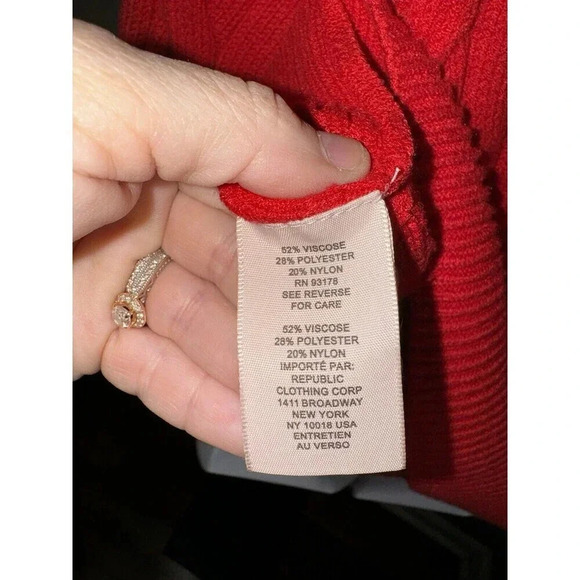 52% VISCOSE
28% POLYESTER
20% NYLON
RN 93178
SEE REVERSE
FOR CARE
52% VISCOSE
28% POLYESTER
20% NYLON
IMPORTÉ PAR:
REPUBLIC
CLOTHING CORP
1411 BROADWAY
NEW YORK
NY 10018 USA
ENTRETIEN
AU VERSO